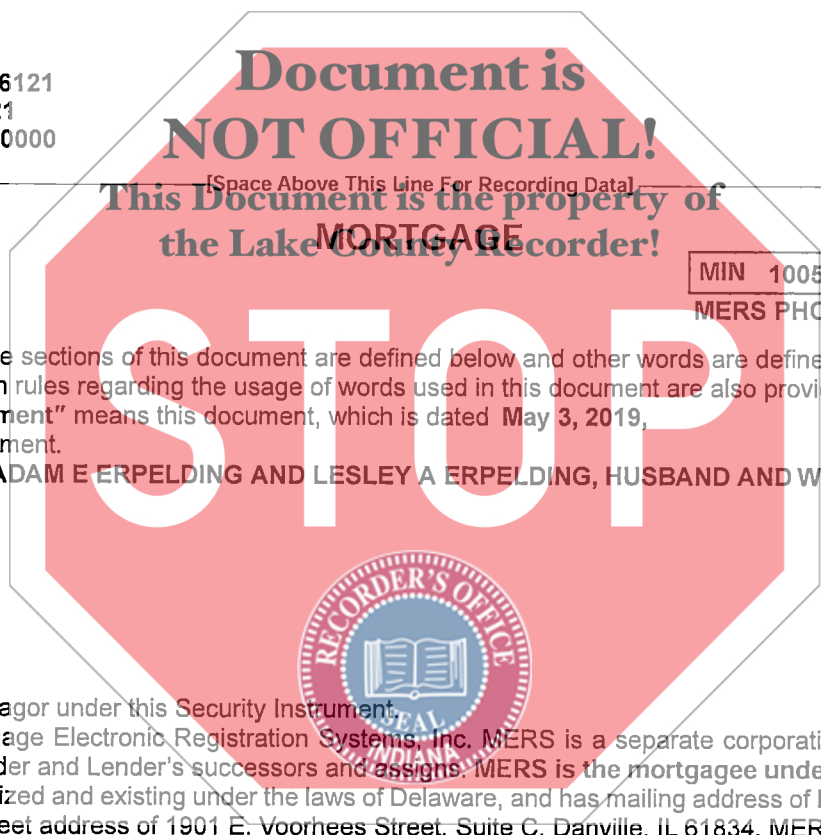 6121
0000
Document is
NOT OFFICIAL!
[Space Above This Line For Recording Data]
This Document is the property of
MORTGAGE
the Lake County Recorder!
MIN 1005
MERS PHO
STOP
e sections of this document are defined below and other words are define
n rules regarding the usage of words used in this document are also provi
ment" means this document, which is dated May 3, 2019,
ment.
ADAM E ERPELDING AND LESLEY A ERPELDING, HUSBAND AND W
RECORDER'S OFFICE
SEAL
INDIANA
agor under this Security Instrument.
age Electronic Registration Systems, Inc. MERS is a separate corporati
der and Lender's successors and assigns. MERS is the mortgagee unde
ized and existing under the laws of Delaware, and has mailing address of
eet address of 1901 E. Voorhees Street, Suite C, Danville, IL 61834. MER